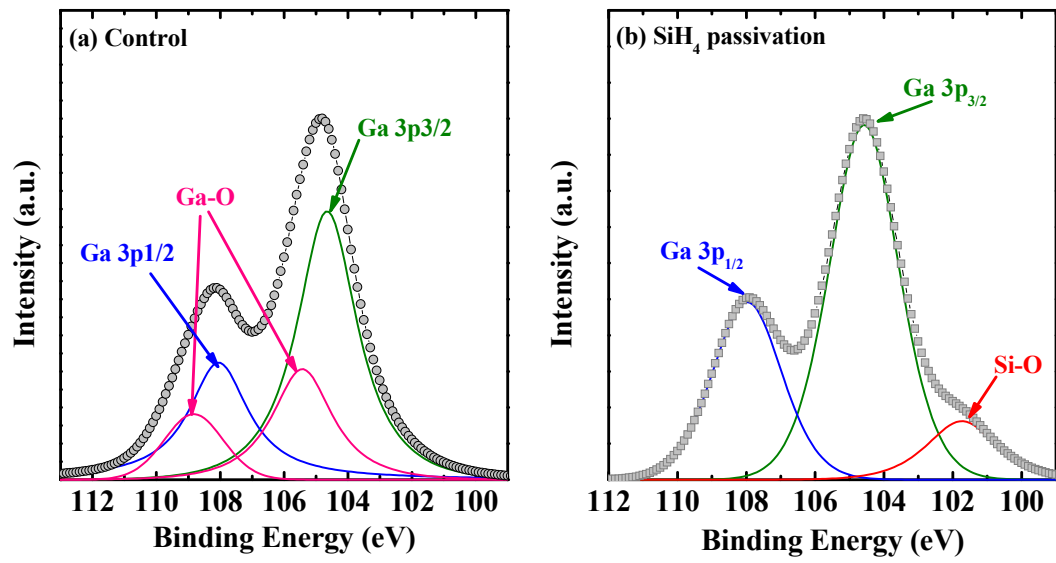 (a) Control
Ga 3p3/2
Ga-O
Ga 3p1/2
Intensity (a.u.)
112 110 108 106 104 102 100
Binding Energy (eV)
(b) SiH₄ passivation
Ga 3p₃/₂
Ga 3p₁/₂
Si-O
Intensity (a.u.)
112 110 108 106 104 102 100
Binding Energy (eV)